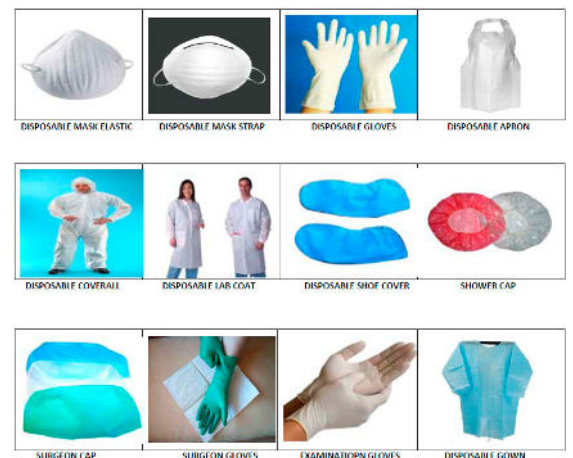 DISPOSABLE MASK ELASTIC
DISPOSABLE MASK STRAP
DISPOSABLE GLOVES
DISPOSABLE APRON
DISPOSABLE COVERALL
DISPOSABLE LAB COAT
DISPOSABLE SHOE COVER
SHOWER CAP
SURGEON CAP
SURGEON GLOVES
EXAMINATIOPN GLOVES
DISPOSABLE GOWN